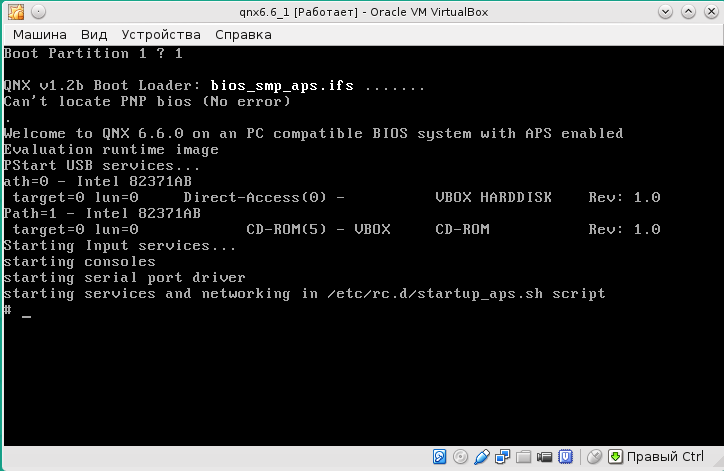 qnx6.6_1 [Работает] - Oracle VM VirtualBox
Машина Вид Устройства Справка
Boot Partition 1 ? 1
QNX v1.2b Boot Loader: bios_smp_aps.ifs .......
Can't locate PNP bios (No error)
.
Welcome to QNX 6.6.0 on an PC compatible BIOS system with APS enabled
Evaluation runtime image
PStart USB services...
ath=0 - Intel 82371AB
target=0 lun=0 Direct-Access(0) - VBOX HARDDISK Rev: 1.0
Path=1 - Intel 82371AB
target=0 lun=0 CD-ROM(5) - VBOX CD-ROM Rev: 1.0
Starting Input services...
starting consoles
starting serial port driver
starting services and networking in /etc/rc.d/startup_aps.sh script
# _
Правый Ctrl